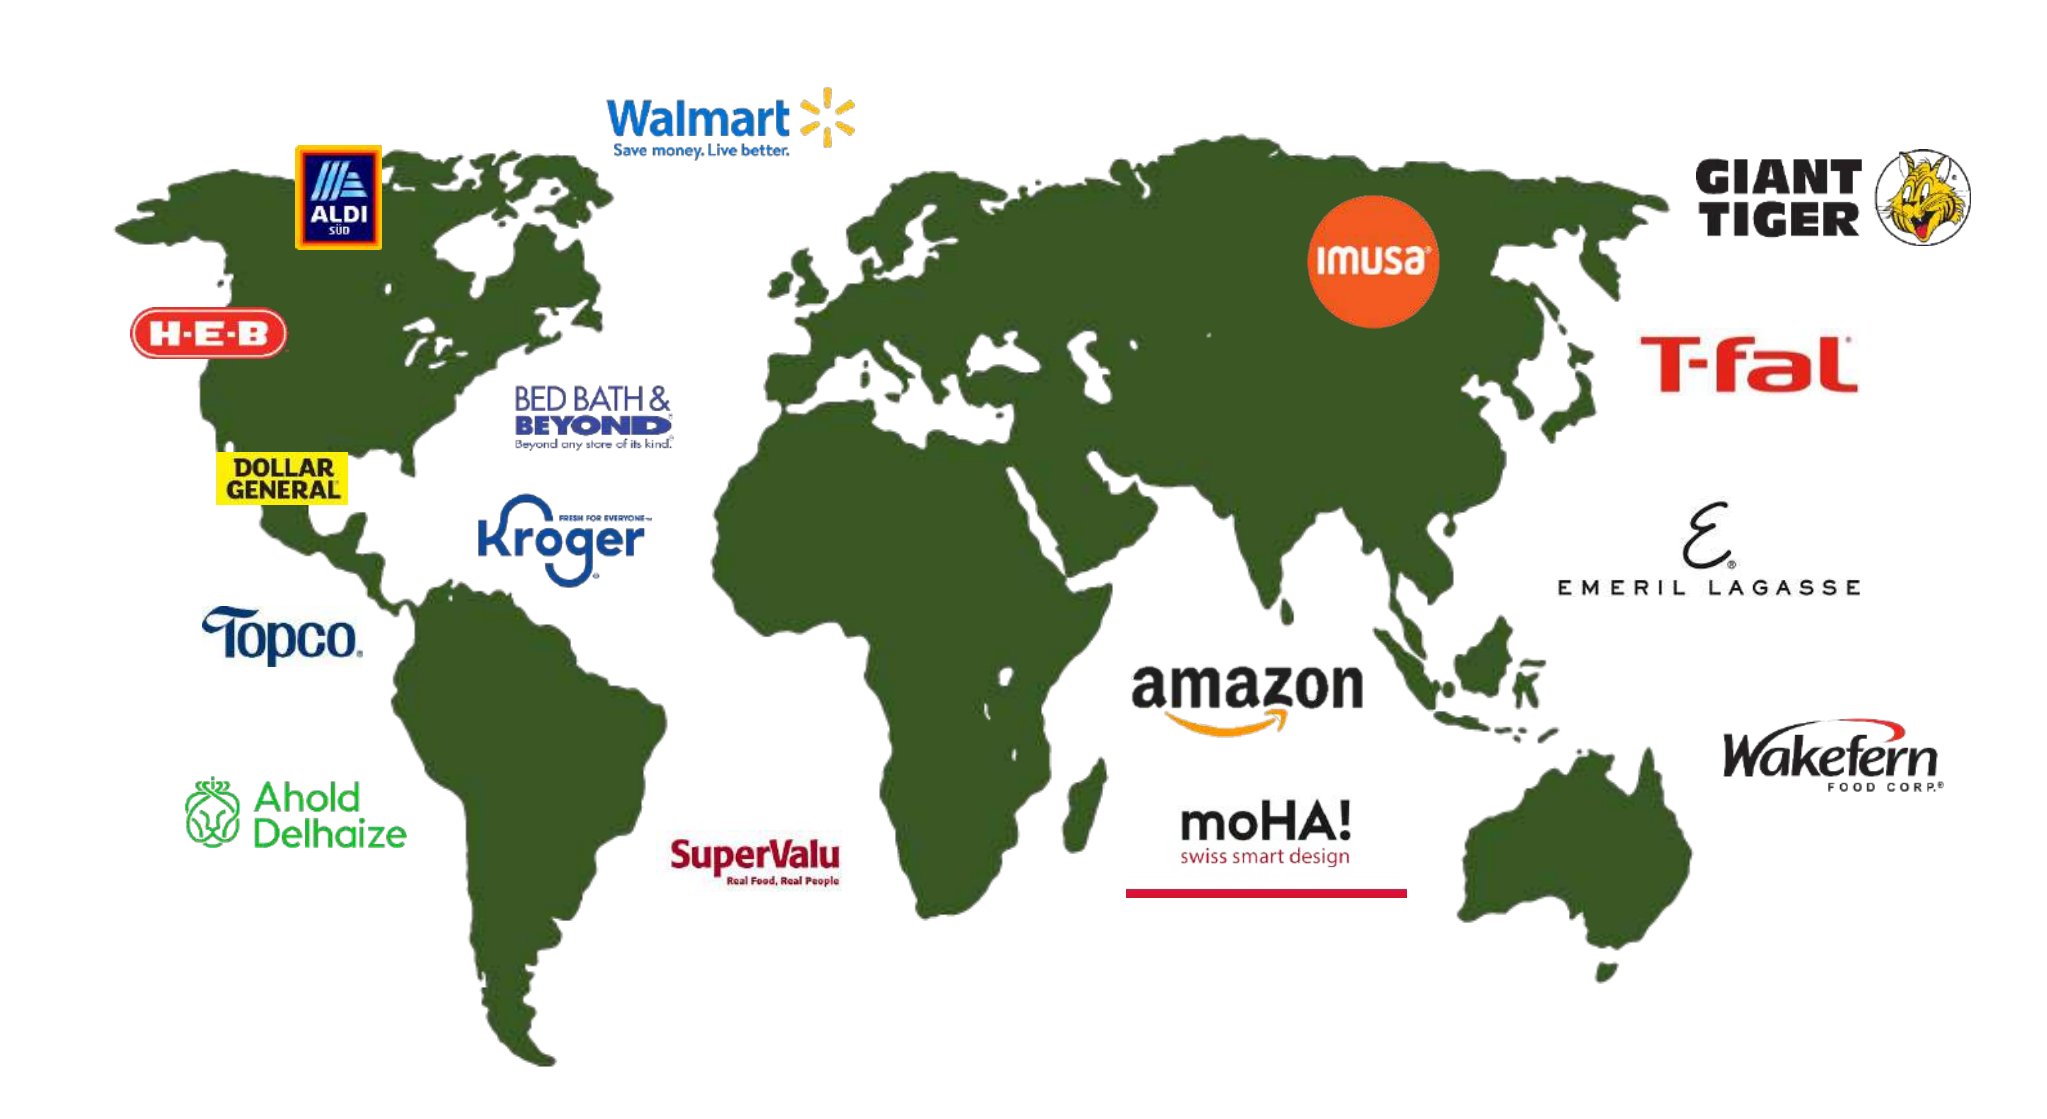 Walmart
Save money. Live better.
ALDI
SÜD
GIANT
TIGER
®
imusa®
H-E-B
T-fal®
BED BATH &
BEYOND®
Beyond any store of its kind.®
DOLLAR
GENERAL
FRESH FOR EVERYONE™
Kroger®
E®
EMERIL LAGASSE
Topco®
amazon
Wakefern
FOOD CORP.®
Ahold
Delhaize
moHA!
swiss smart design
SuperValu
Real Food, Real People